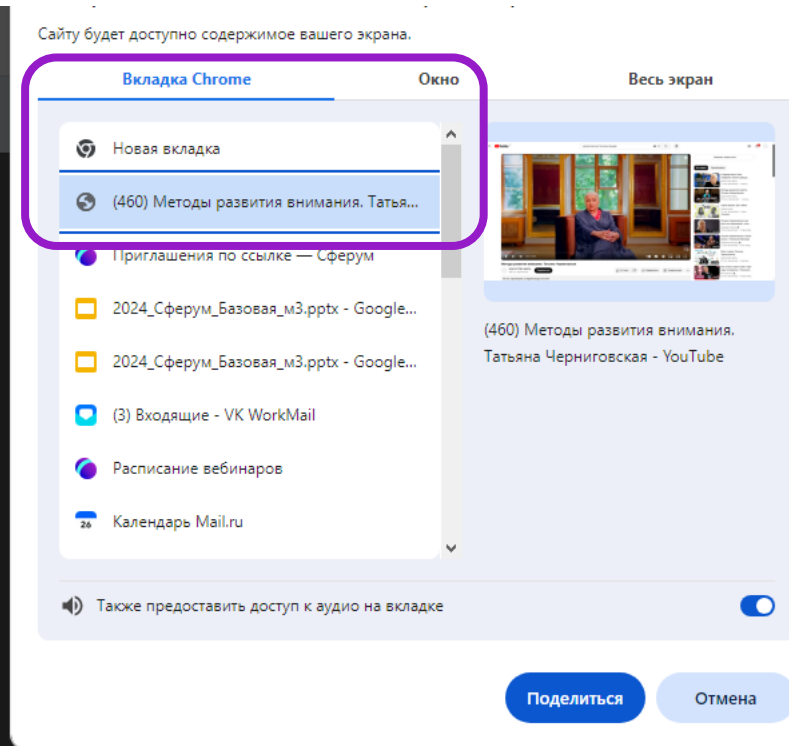 Сайту будет доступно содержимое вашего экрана.
Вкладка Chrome Окно Весь экран
Новая вкладка
(460) Методы развития внимания. Татья...
Приглашения по ссылке — Сферум
2024_Сферум_Базовая_м3.pptx - Google...
2024_Сферум_Базовая_м3.pptx - Google...
(3) Входящие - VK WorkMail
Расписание вебинаров
26 Календарь Mail.ru
(460) Методы развития внимания.
Татьяна Черниговская - YouTube
Также предоставить доступ к аудио на вкладке
Поделиться Отмена